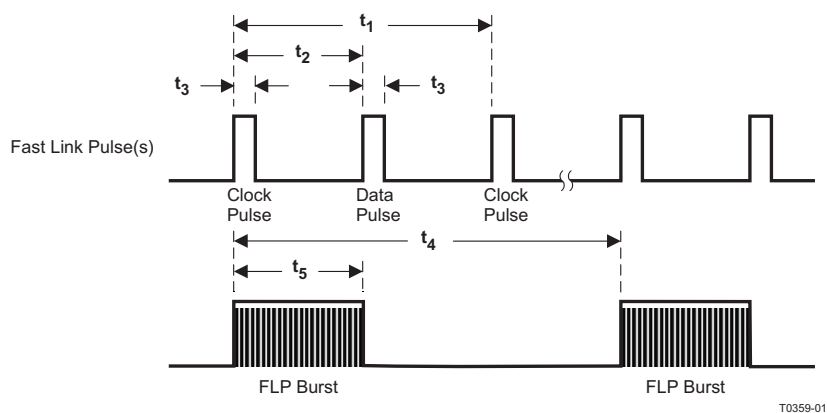 t1
t2
t3
t3
Fast Link Pulse(s)
Clock
Pulse
Data
Pulse
Clock
Pulse
t4
t5
FLP Burst
FLP Burst
T0359-01